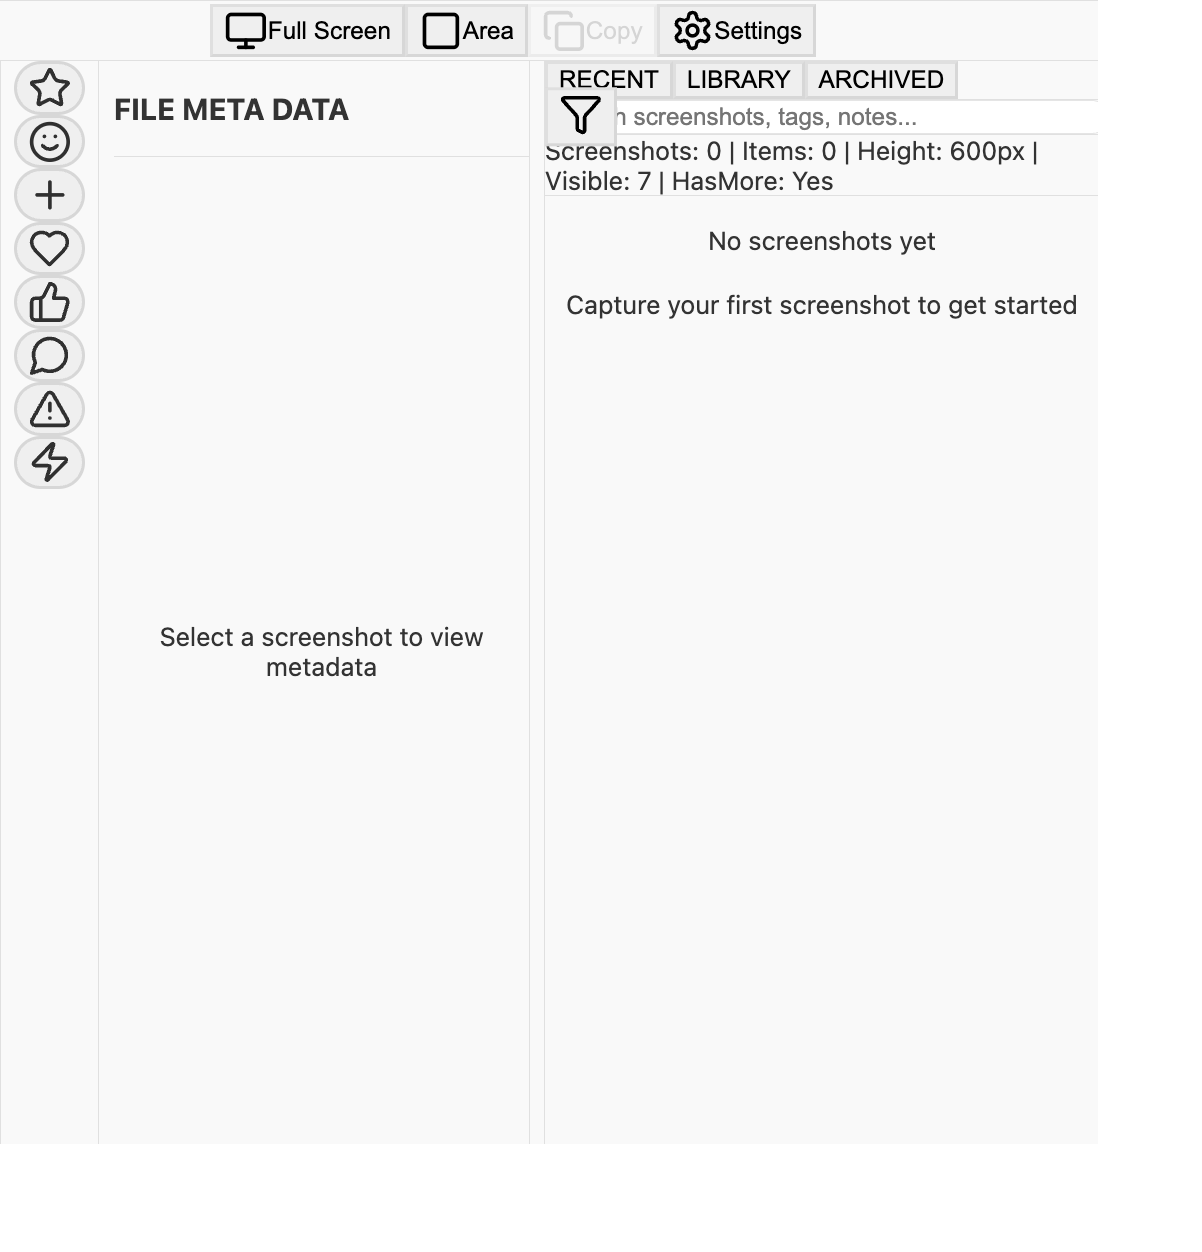 Full Screen Area Copy Settings
FILE META DATA
Select a screenshot to view
metadata
RECENT LIBRARY ARCHIVED
screenshots, tags, notes...
Screenshots: 0 | Items: 0 | Height: 600px |
Visible: 7 | HasMore: Yes
No screenshots yet
Capture your first screenshot to get started